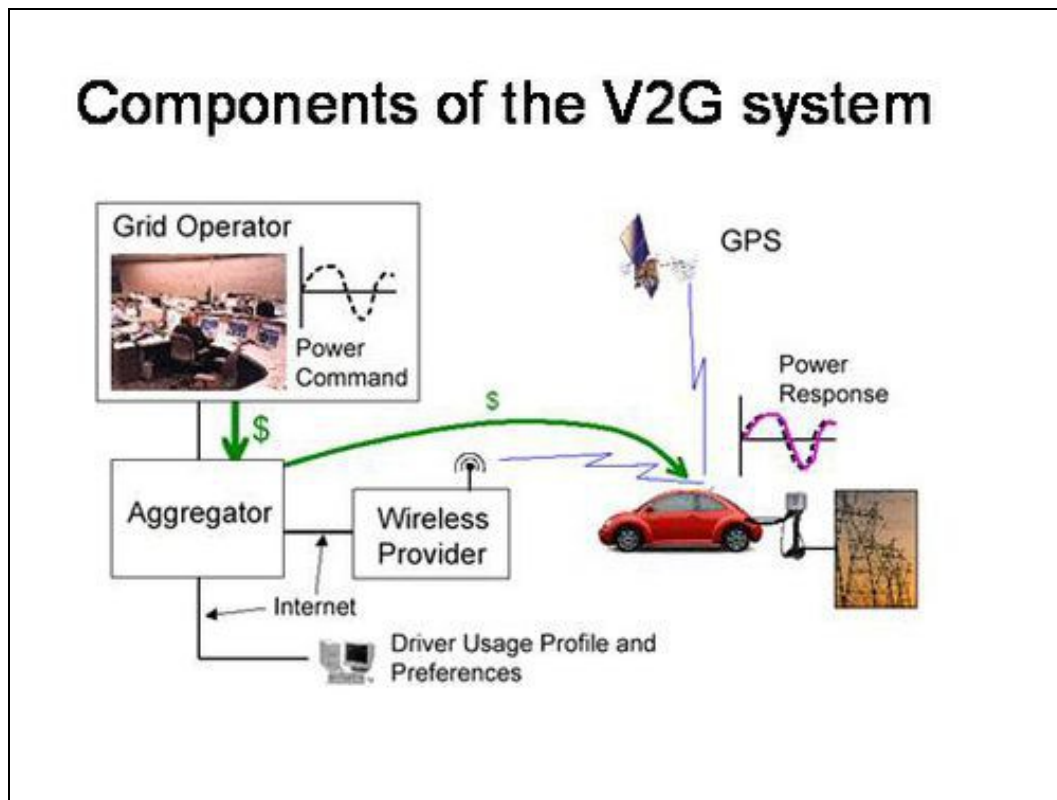 Components of the V2G system
Grid Operator
Power
Command
$
Aggregator
$
Wireless
Provider
Internet
Driver Usage Profile and
Preferences
GPS
Power
Response